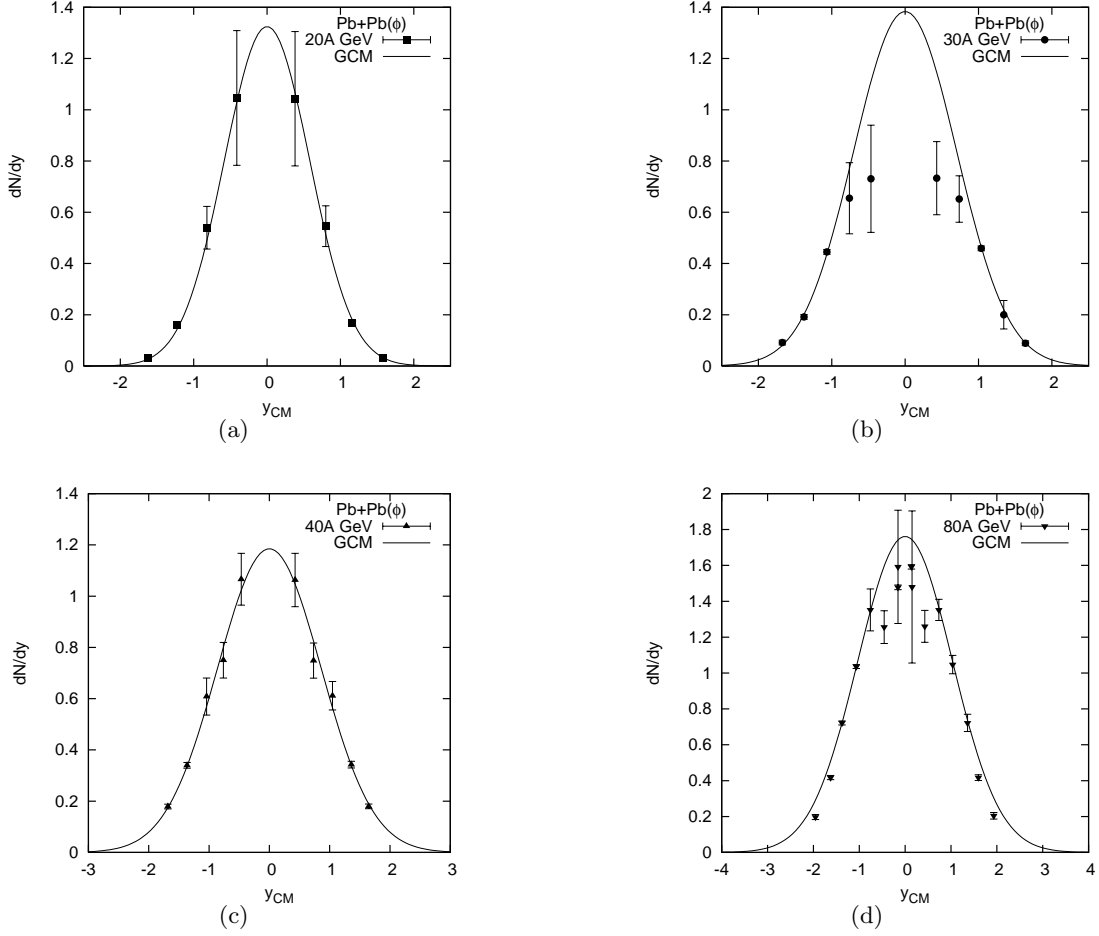 Pb+Pb(ϕ)
20A GeV
GCM
dN/dy
1.4
1.2
1
0.8
0.6
0.4
0.2
0
-2 -1 0 1 2
y_CM
(a)
Pb+Pb(ϕ)
30A GeV
GCM
dN/dy
1.4
1.2
1
0.8
0.6
0.4
0.2
0
-2 -1 0 1 2
y_CM
(b)
Pb+Pb(ϕ)
40A GeV
GCM
dN/dy
1.4
1.2
1
0.8
0.6
0.4
0.2
0
-3 -2 -1 0 1 2 3
y_CM
(c)
Pb+Pb(ϕ)
80A GeV
GCM
dN/dy
2
1.8
1.6
1.4
1.2
1
0.8
0.6
0.4
0.2
0
-4 -3 -2 -1 0 1 2 3 4
y_CM
(d)